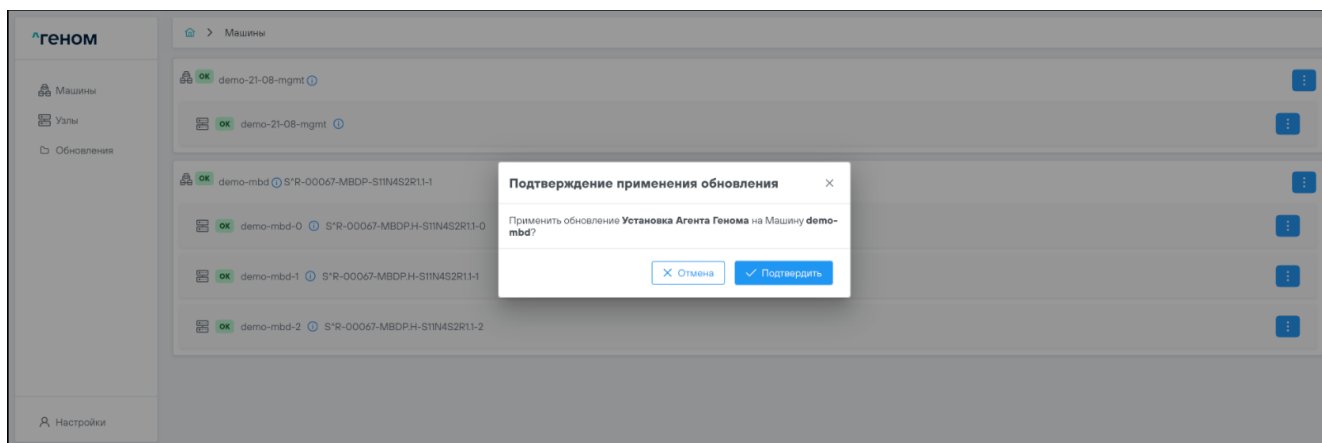 ^геном
Машины
Машины
Узлы
Обновления
Настройки
OK demo-21-08-mgmt
OK demo-21-08-mgmt
OK demo-mbd S*R-00067-MBDP-S11N4S2R1.1-1
OK demo-mbd-0 S*R-00067-MBDP.H-S11N4S2R1.1-0
OK demo-mbd-1 S*R-00067-MBDP.H-S11N4S2R1.1-1
OK demo-mbd-2 S*R-00067-MBDP.H-S11N4S2R1.1-2
Подтверждение применения обновления
Применить обновление Установка Агента Генома на Машину demo-
mbd?
Отмена
Подтвердить